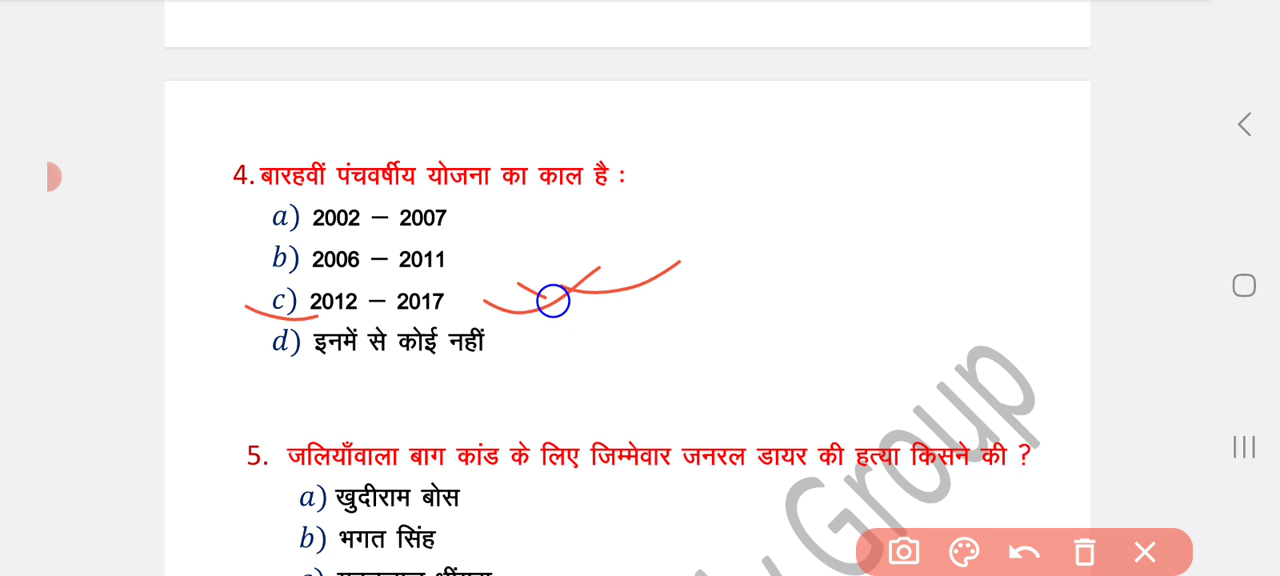 4. बारहवीं पंचवर्षीय योजना का काल है :
a) 2002 – 2007
b) 2006 – 2011
c) 2012 – 2017
d) इनमें से कोई नहीं
5. जलियाँवाला बाग कांड के लिए जिम्मेवार जनरल डायर की हत्या किसने की ?
a) खुदीराम बोस
b) भगत सिंह
Group